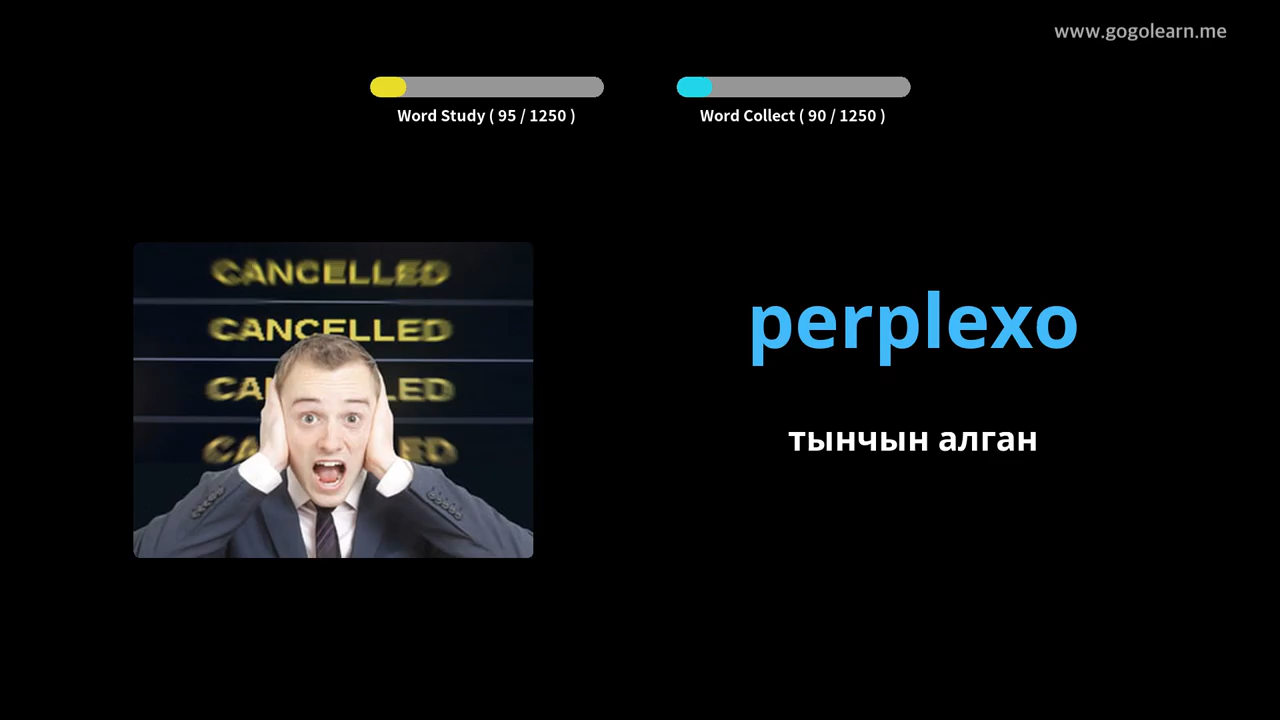 www.gogolearn.me
Word Study ( 95 / 1250 )
Word Collect ( 90 / 1250 )
CANCELLED
CANCELLED
perplexo
тынчын алган